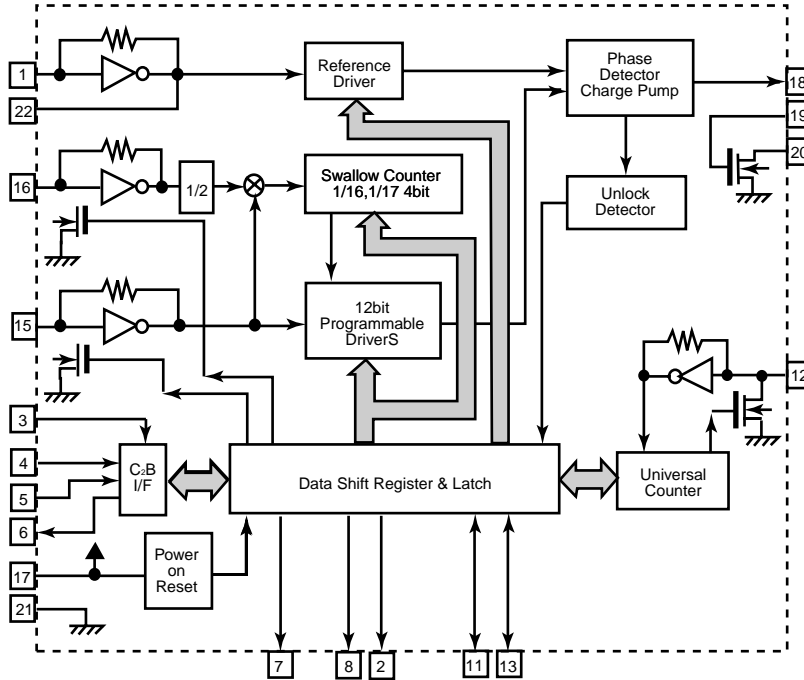 1
Reference
Driver
Phase
Detector
Charge Pump
18
22
19
20
16
1/2
Swallow Counter
1/16,1/17 4bit
Unlock
Detector
15
12bit
Programmable
DriverS
12
3
4
C2B
I/F
Data Shift Register & Latch
Universal
Counter
5
6
17
Power
on
Reset
21
7
8
2
11
13